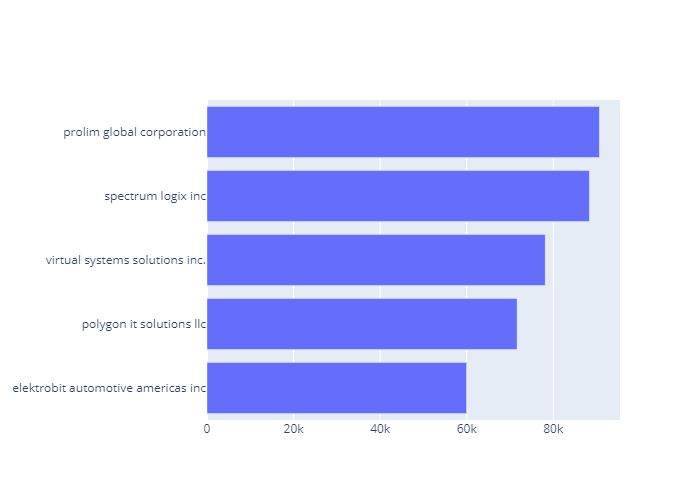 prolim global corporation
spectrum logix inc
virtual systems solutions inc.
polygon it solutions llc
elektrobit automotive americas inc
0 20k 40k 60k 80k